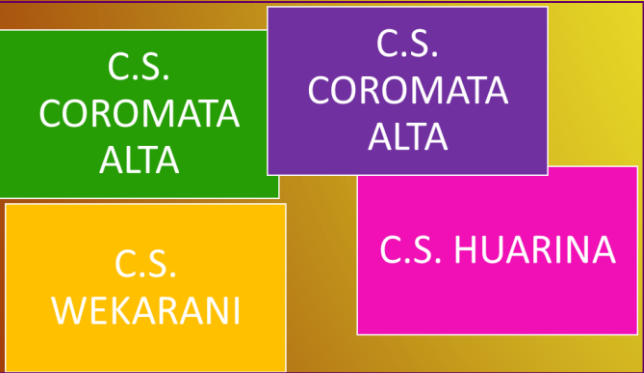 C.S.
COROMATA
ALTA
C.S.
COROMATA
ALTA
C.S.
WEKARANI
C.S. HUARINA